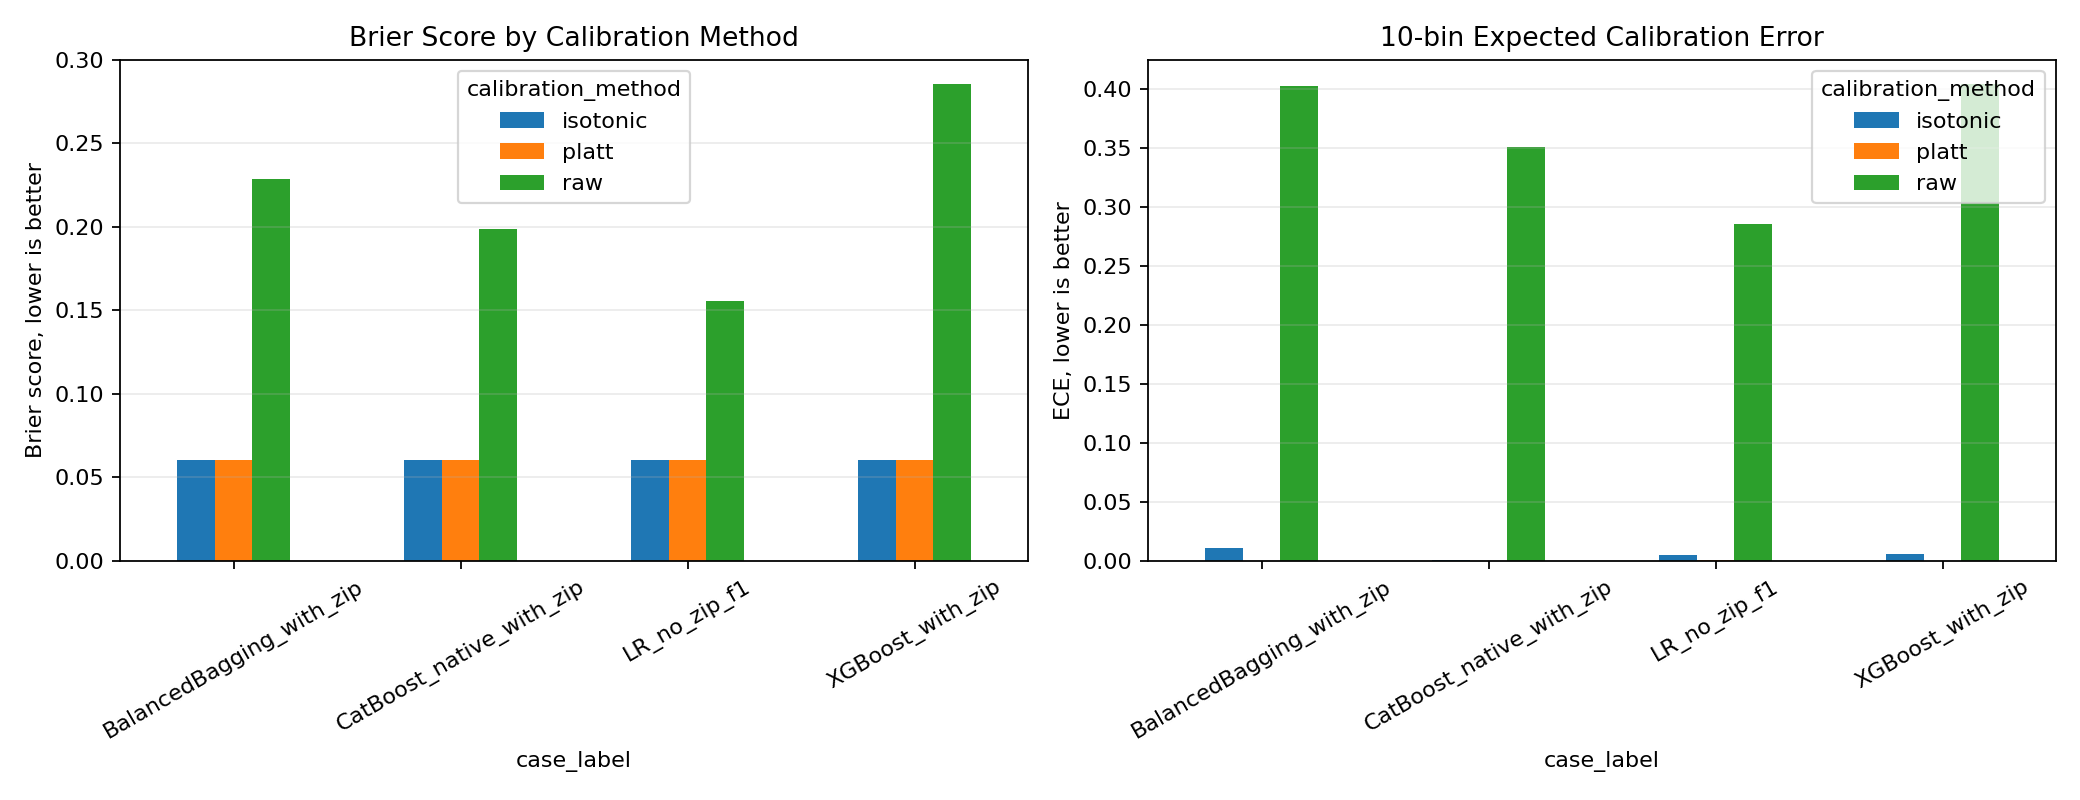 Brier Score by Calibration Method
Brier score, lower is better
0.30
0.25
0.20
0.15
0.10
0.05
0.00
calibration_method
isotonic
platt
raw
BalancedBagging_with_zip
CatBoost_native_with_zip
LR_no_zip_f1
XGBoost_with_zip
case_label
10-bin Expected Calibration Error
ECE, lower is better
0.40
0.35
0.30
0.25
0.20
0.15
0.10
0.05
0.00
calibration_method
isotonic
platt
raw
BalancedBagging_with_zip
CatBoost_native_with_zip
LR_no_zip_f1
XGBoost_with_zip
case_label